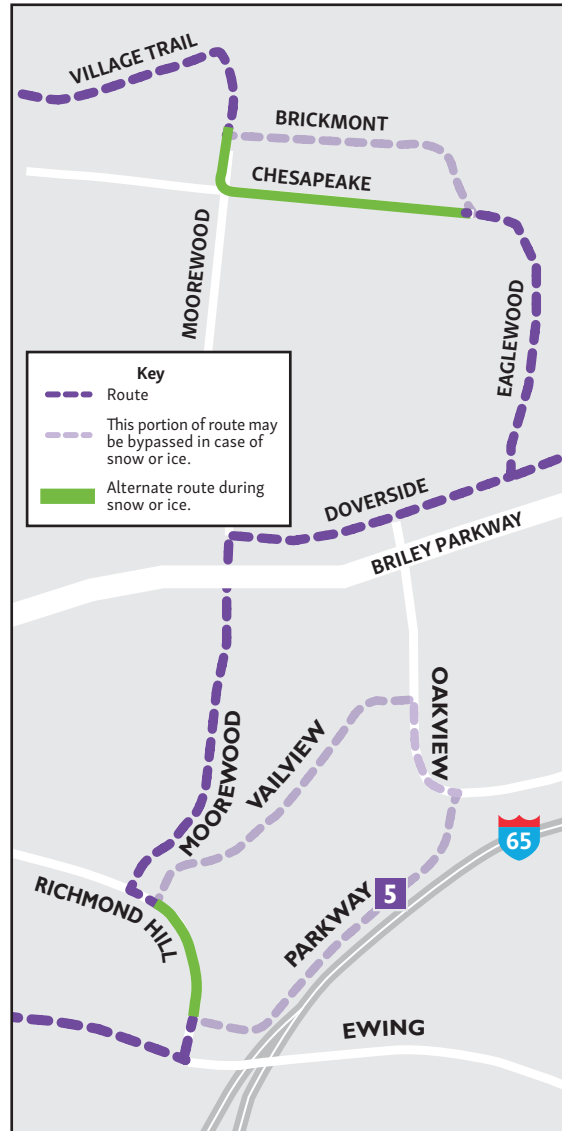 VILLAGE TRAIL
BRICKMONT
CHESAPEAKE
MOOREWOOD
EAGLEWOOD
Key
Route
This portion of route may
be bypassed in case of
snow or ice.
Alternate route during
snow or ice.
DOVERSIDE
BRILEY PARKWAY
OAKVIEW
MOOREWOOD
VAILVIEW
65
RICHMOND HILL
PARKWAY
5
EWING